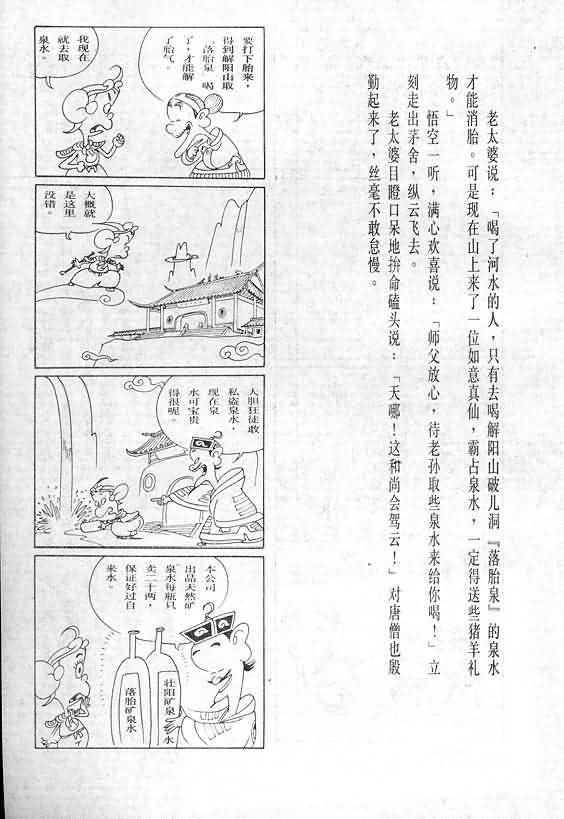 老太婆说：「喝了河水的人，只有去喝解阳山破儿洞『落胎泉』的泉水
才能消胎。可是现在山上来了一位如意真仙，霸占泉水，一定得送些猪羊礼
物。」
悟空一听，满心欢喜说：「师父放心，待老孙取些泉水来给你喝！」立
刻走出茅舍，纵云飞去。
老太婆目瞪口呆地拚命磕头说：「天哪！这和尚会驾云！」对唐僧也殷
勤起来了，丝毫不敢怠慢。
要打下胎来，
得到解阳山取
「落胎泉」喝
了，才能解
了胎气。
我现在
就去取
泉水。
大概就
是这里
没错。
大胆狂徒敢
私盗泉水，
现在泉
水可宝贵
得很呢。
本公司
出品天然矿
泉水每瓶只
卖二十两，
保证好过自
来水。
壮阳矿泉水
落胎矿泉水